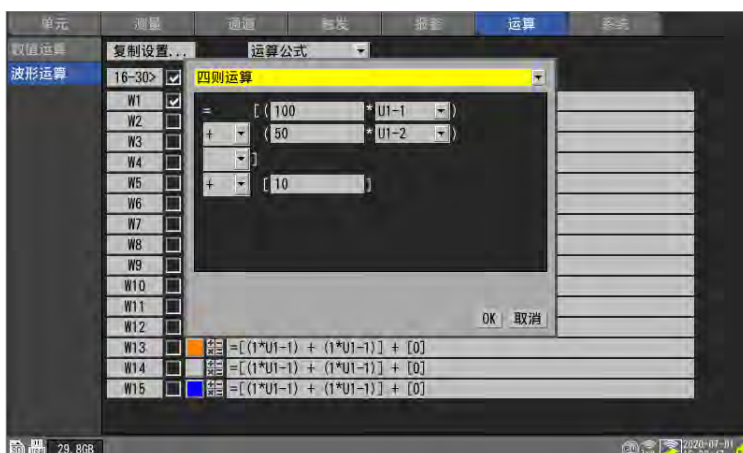 单元 测量 通道 触发 报警 运算 系统
数值运算 复制设置... 运算公式
波形运算 16-30> 四则运算
W1 = [(100 * U1-1 )
W2 + (50 * U1-2 )
W3
W4 ]
W5 + [10 ]
W6
W7
W8
W9
W10
W11
W12 OK 取消
W13 =[(1*U1-1) + (1*U1-1)] + [0]
W14 =[(1*U1-1) + (1*U1-1)] + [0]
W15 =[(1*U1-1) + (1*U1-1)] + [0]
SD 29.8GB 2020-07-01